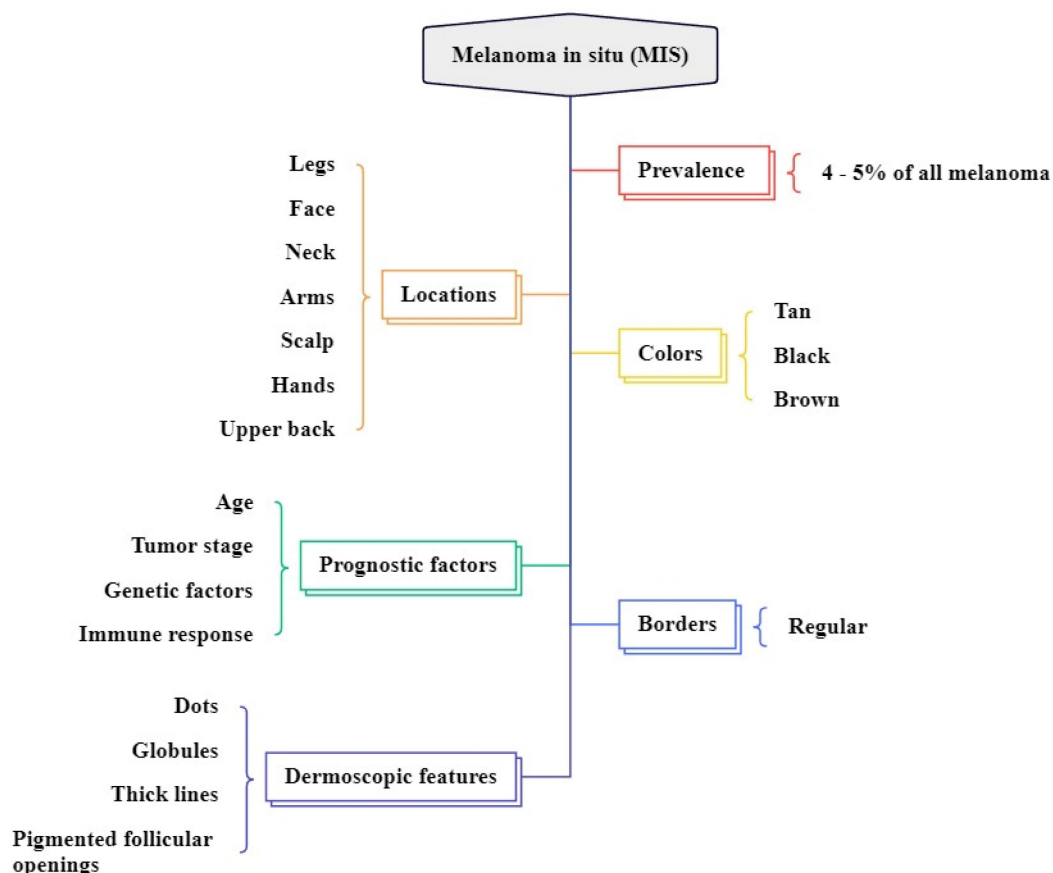 Melanoma in situ (MIS)
Prevalence
4 - 5% of all melanoma
Locations
Legs
Face
Neck
Arms
Scalp
Hands
Upper back
Colors
Tan
Black
Brown
Prognostic factors
Age
Tumor stage
Genetic factors
Immune response
Borders
Regular
Dermoscopic features
Dots
Globules
Thick lines
Pigmented follicular
openings